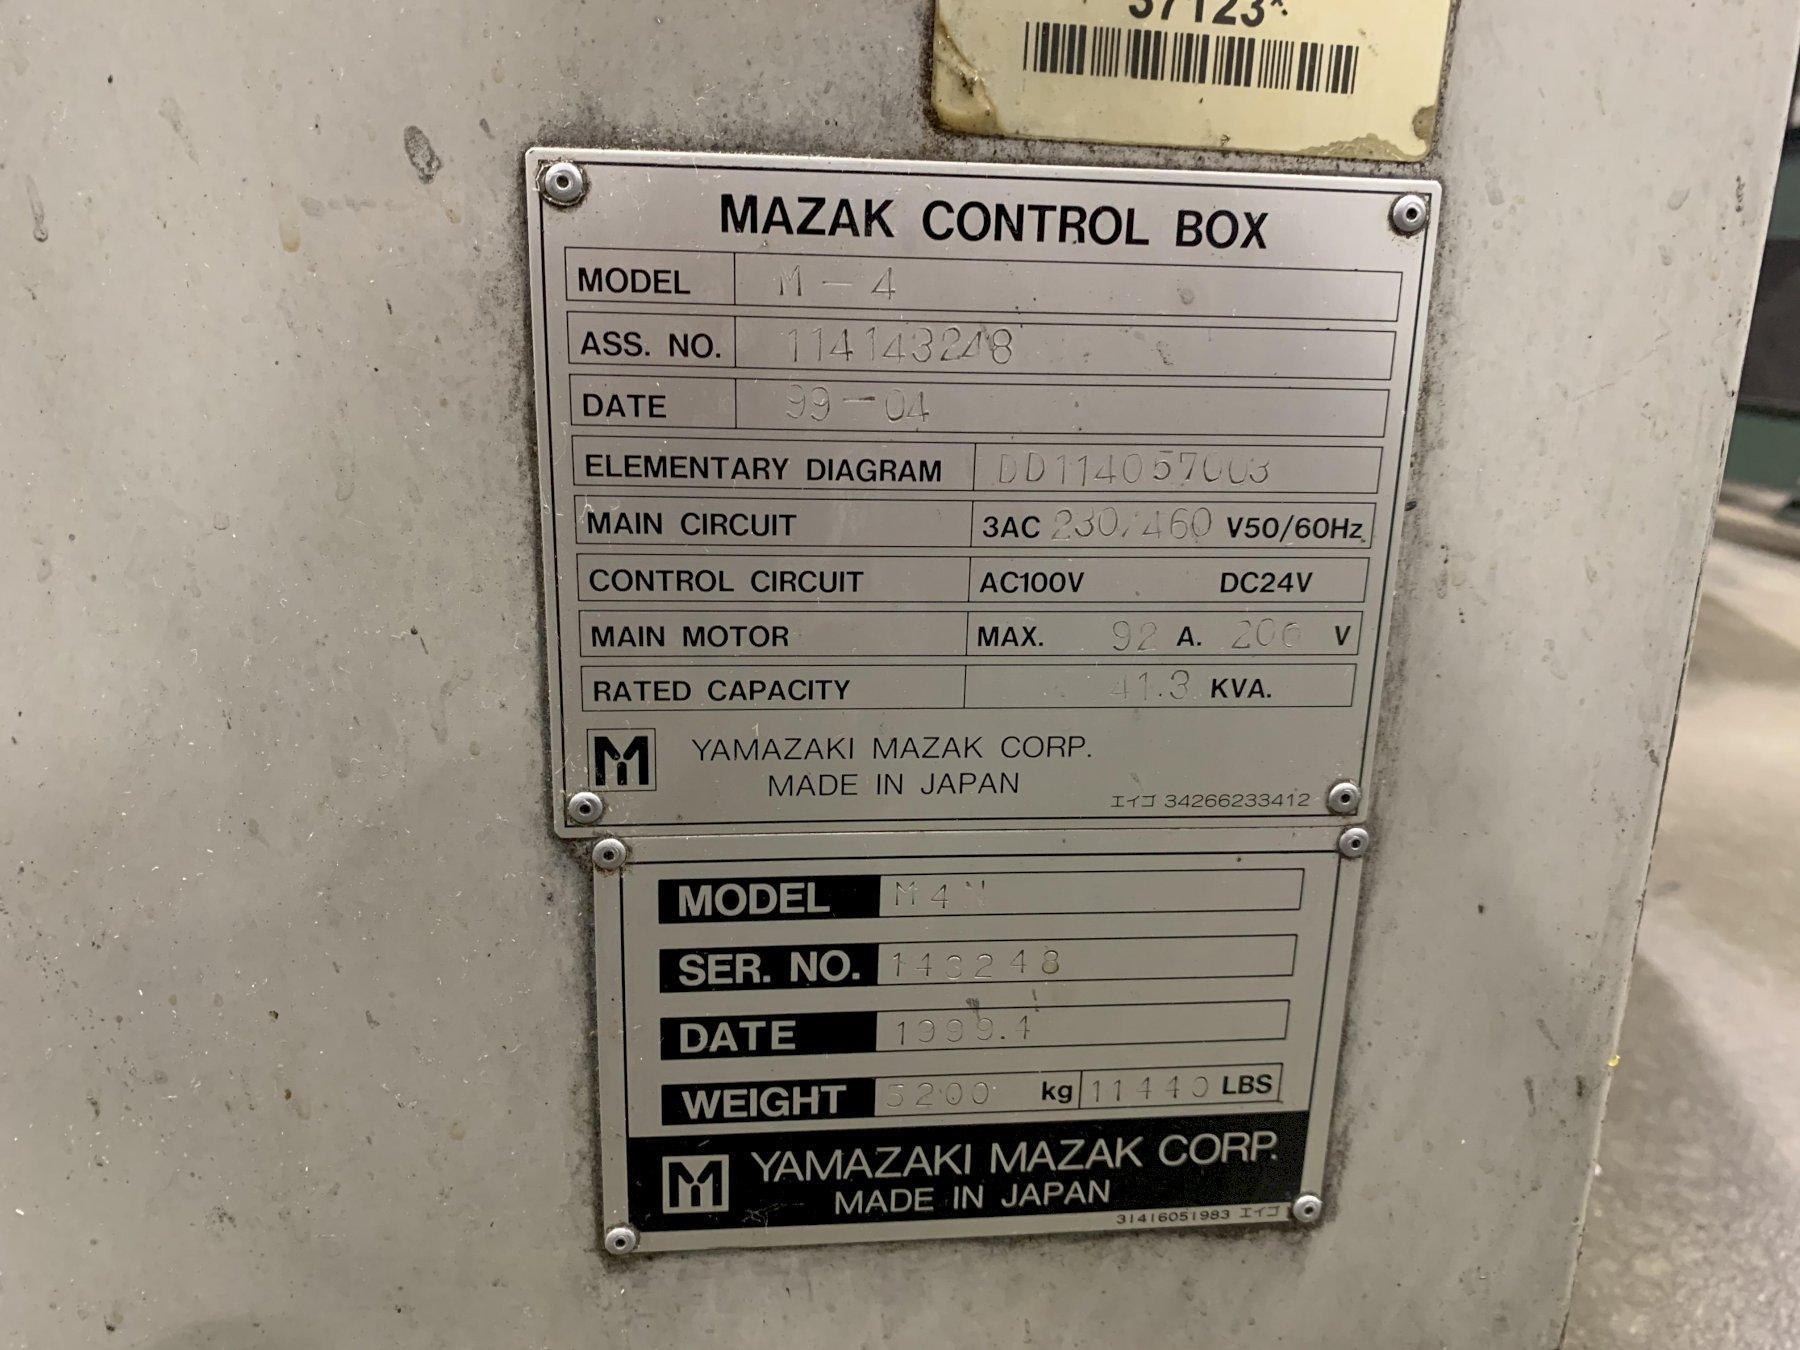 37123*
MAZAK CONTROL BOX
MODEL M-4
ASS. NO. 114143248
DATE 99-04
ELEMENTARY DIAGRAM DD114057003
MAIN CIRCUIT 3AC 230/460 V50/60Hz
CONTROL CIRCUIT AC100V DC24V
MAIN MOTOR MAX. 92 A. 200 V
RATED CAPACITY 41.3 KVA.
YAMAZAKI MAZAK CORP.
MADE IN JAPAN
エイコ 34266233412
MODEL M4N
SER. NO. 143248
DATE 1999.4
WEIGHT 5200 kg 11440 LBS
YAMAZAKI MAZAK CORP.
MADE IN JAPAN
31416051983 エイコ